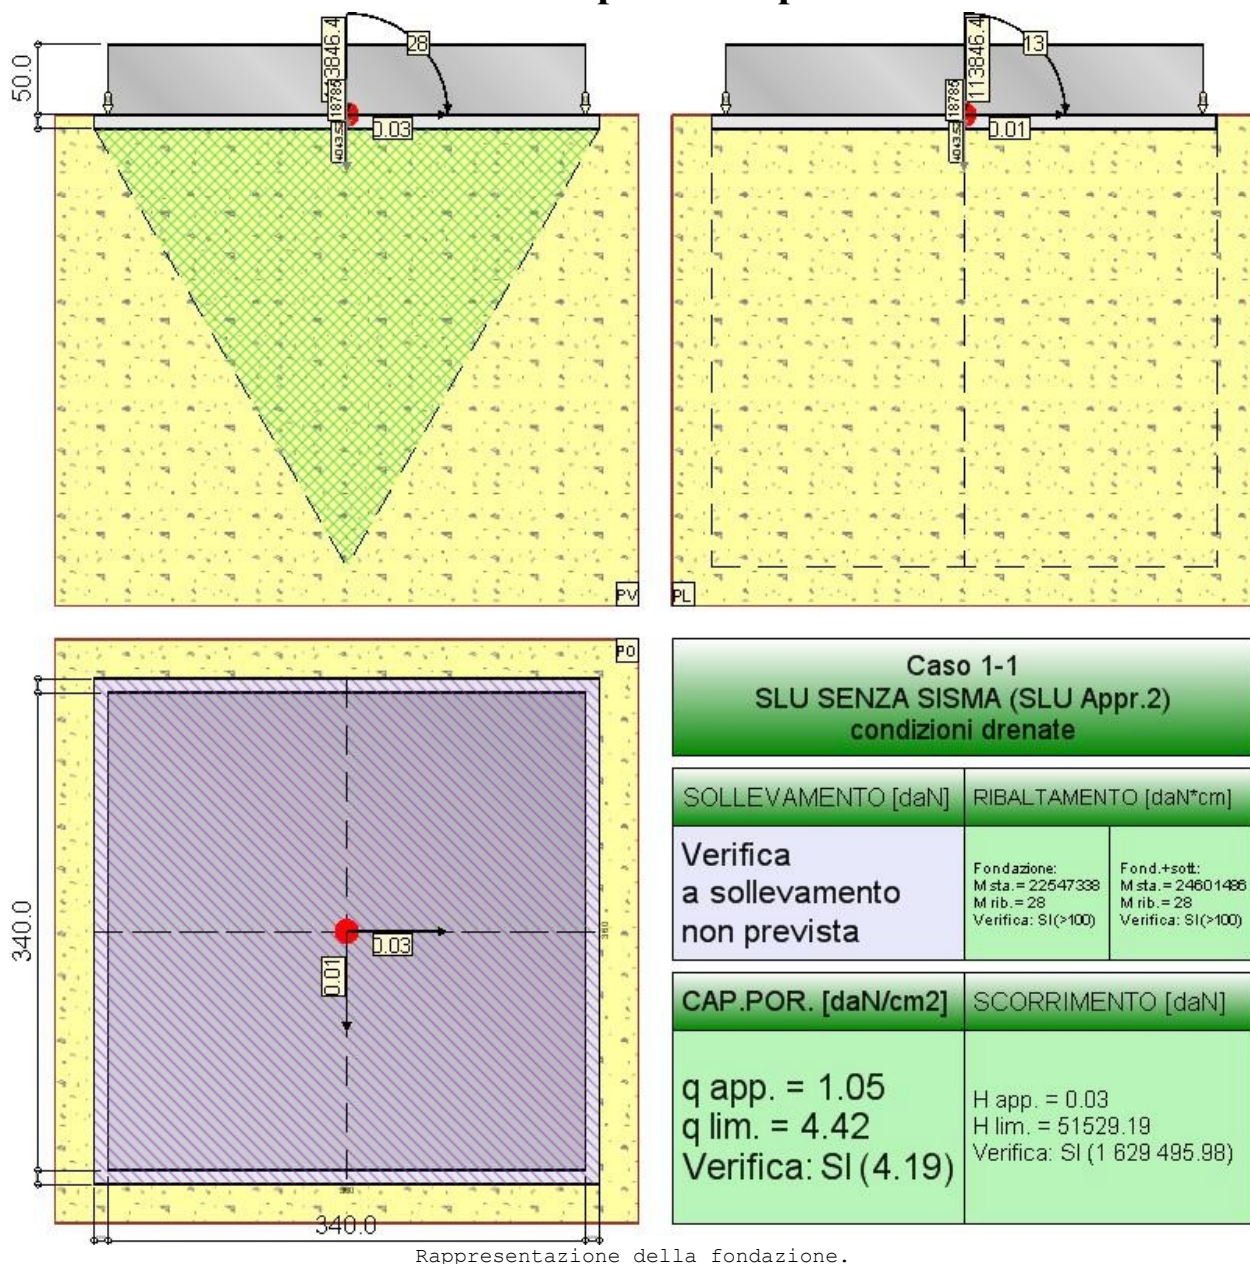 50.0
113846.4
18785
28
0.03
113846.4
18785
13
0.01
PV
PL
PO
340.0
0.03
0.01
360
360
340.0
Caso 1-1
SLU SENZA SISMA (SLU Appr.2)
condizioni drenate
SOLLEVAMENTO [daN]
RIBALTAMENTO [daN*cm]
Verifica
a sollevamento
non prevista
Fondazione:
M sta.= 22547338
M rib.= 28
Verifica: SI(>100)
Fond.+sott:
M sta.= 24601486
M rib.= 28
Verifica: SI(>100)
CAP.POR. [daN/cm2]
SCORRIMENTO [daN]
q app. = 1.05
q lim. = 4.42
Verifica: SI (4.19)
H app. = 0.03
H lim. = 51529.19
Verifica: SI (1 629 495.98)
Rappresentazione della fondazione.